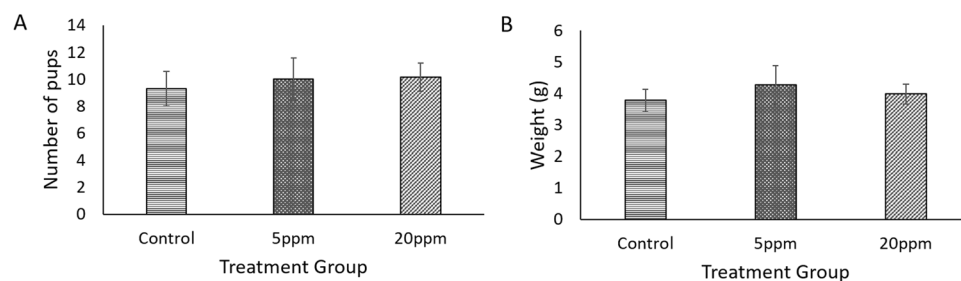 A
Number of pups
14
12
10
8
6
4
2
0
Control 5ppm 20ppm
Treatment Group
B
Weight (g)
6
5
4
3
2
1
0
Control 5ppm 20ppm
Treatment Group